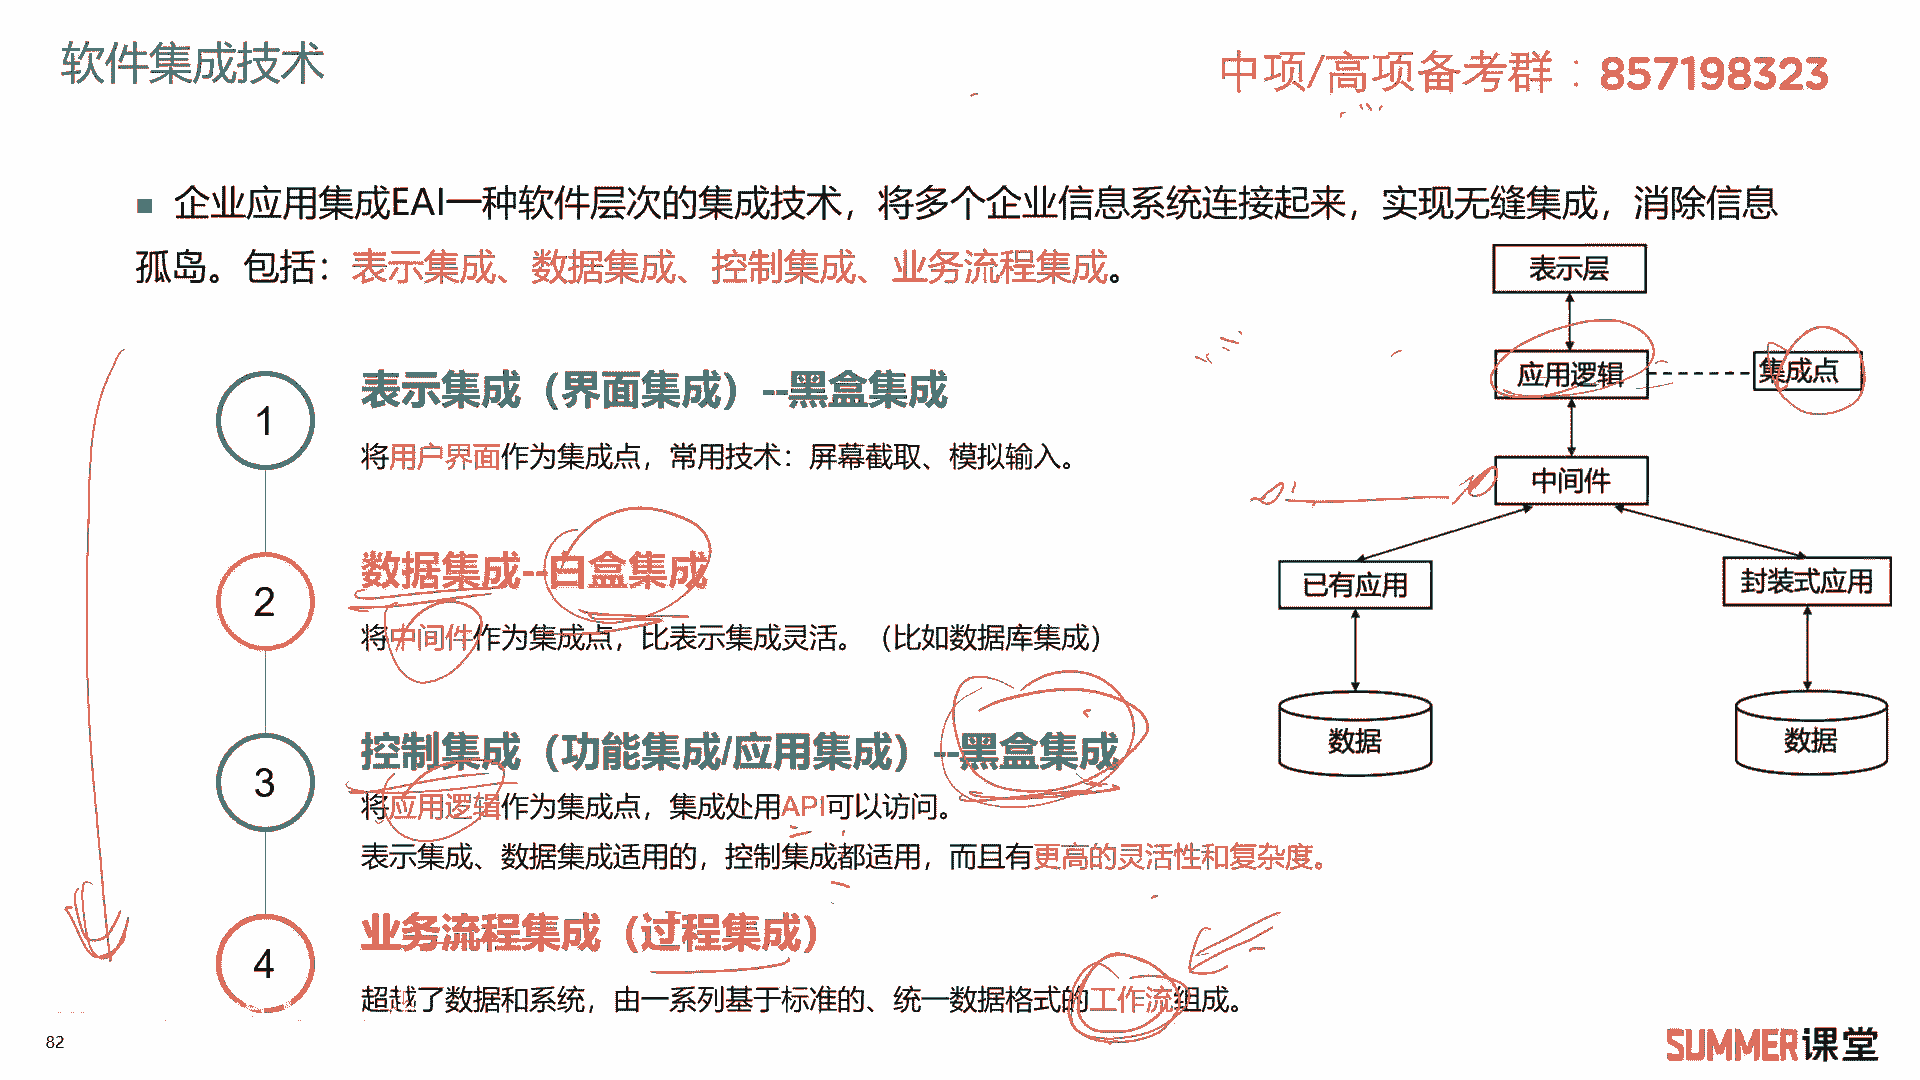 软件集成技术
中项/高项备考群：857198323
■ 企业应用集成EAI一种软件层次的集成技术，将多个企业信息系统连接起来，实现无缝集成，消除信息
孤岛。包括：表示集成、数据集成、控制集成、业务流程集成。
1
表示集成（界面集成）--黑盒集成
将用户界面作为集成点，常用技术：屏幕截取、模拟输入。
2
数据集成--白盒集成
将中间件作为集成点，比表示集成灵活。（比如数据库集成）
3
控制集成（功能集成/应用集成）--黑盒集成
将应用逻辑作为集成点，集成处用API可以访问。
表示集成、数据集成适用的，控制集成都适用，而且有更高的灵活性和复杂度。
4
业务流程集成（过程集成）
超越了数据和系统，由一系列基于标准的、统一数据格式的工作流组成。
表示层
应用逻辑
集成点
中间件
已有应用
封装式应用
数据
数据
82
SUMMER课堂